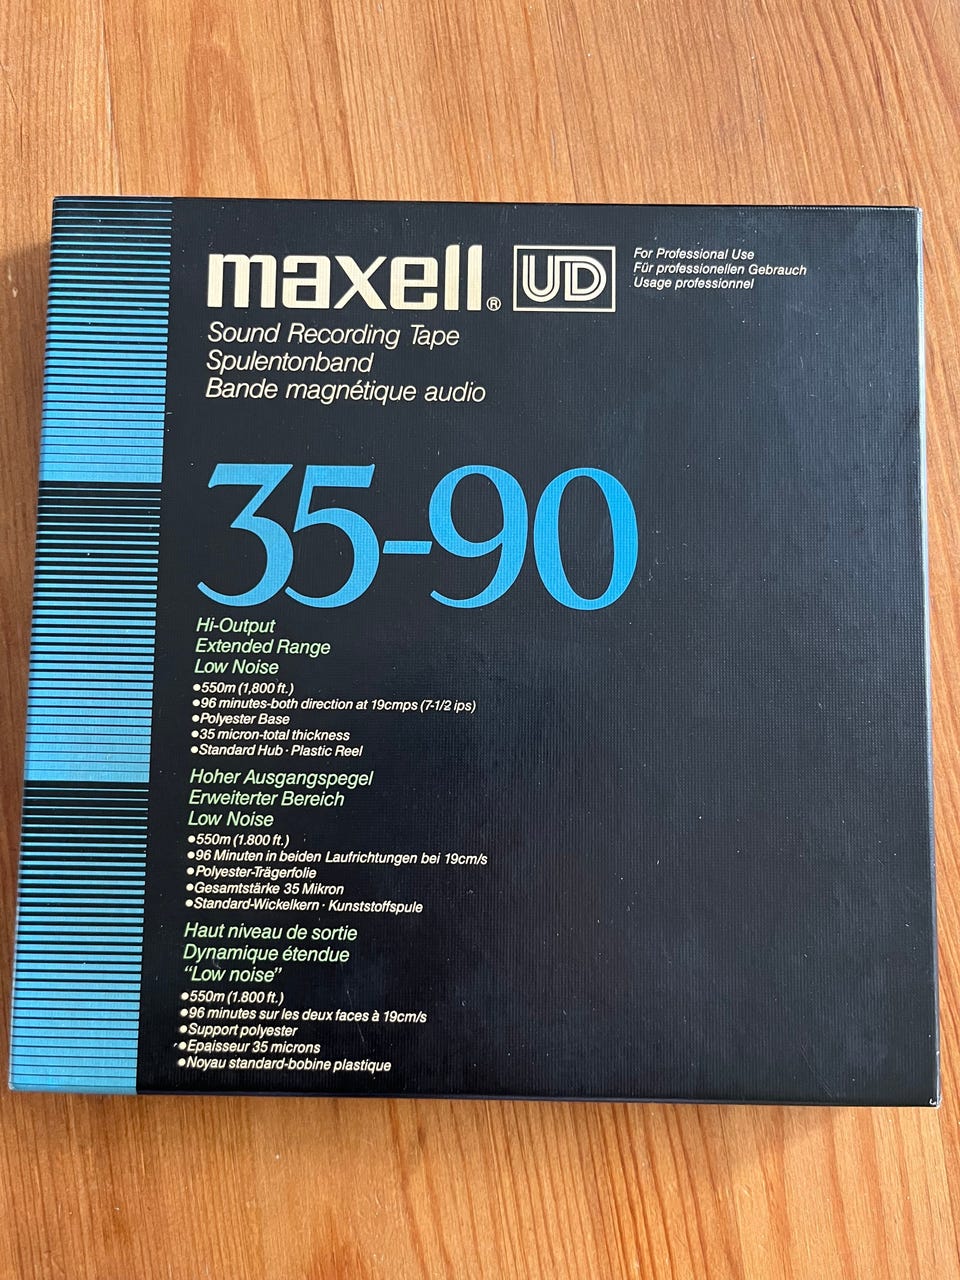 maxell® UD
For Professional Use
Für professionellen Gebrauch
Usage professionnel
Sound Recording Tape
Spulentonband
Bande magnétique audio
35-90
Hi-Output
Extended Range
Low Noise
•550m (1,800 ft.)
•96 minutes-both direction at 19cmps (7-1/2 ips)
•Polyester Base
•35 micron-total thickness
•Standard Hub · Plastic Reel
Hoher Ausgangspegel
Erweiterter Bereich
Low Noise
•550m (1.800 ft.)
•96 Minuten in beiden Laufrichtungen bei 19cm/s
•Polyester-Trägerfolie
•Gesamtstärke 35 Mikron
•Standard-Wickelkern · Kunststoffspule
Haut niveau de sortie
Dynamique étendue
“Low noise”
•550m (1.800 ft.)
•96 minutes sur les deux faces à 19cm/s
•Support polyester
•Epaisseur 35 microns
•Noyau standard-bobine plastique